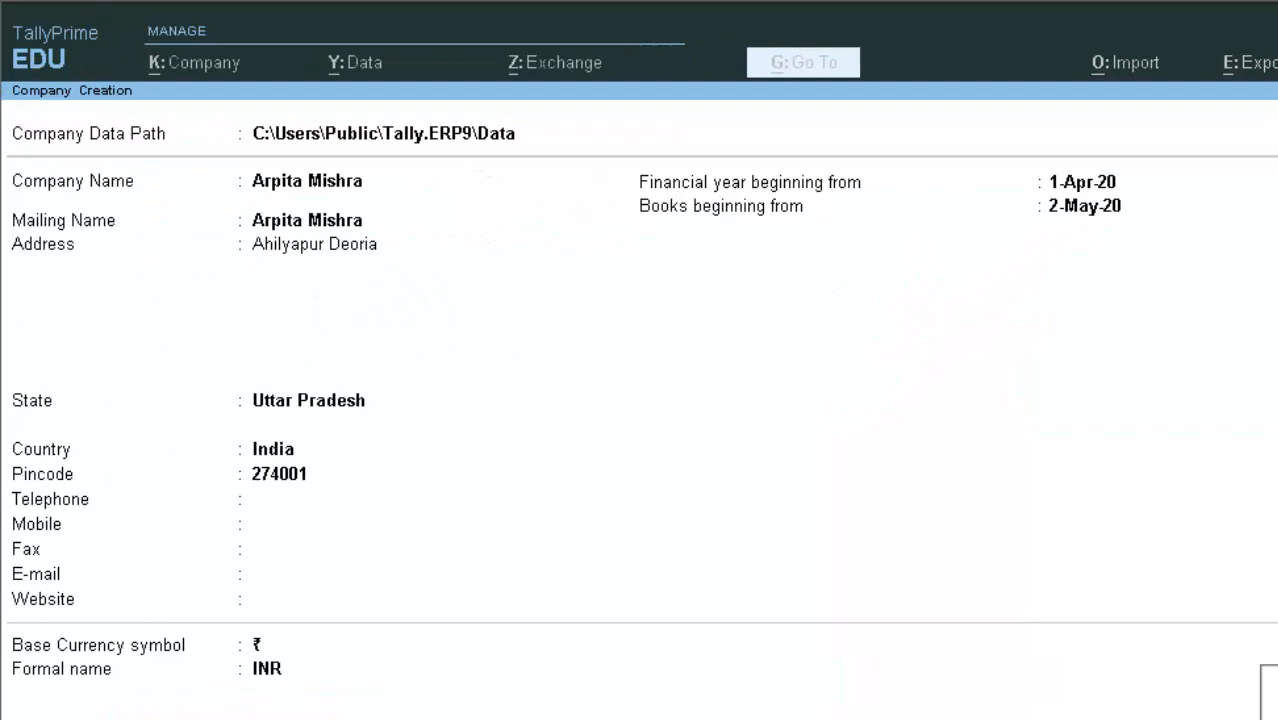 TallyPrime MANAGE
EDU K: Company Y: Data Z: Exchange G: Go To O: Import E: Expo
Company Creation
Company Data Path : C:\Users\Public\Tally.ERP9\Data
Company Name : Arpita Mishra Financial year beginning from : 1-Apr-20
Books beginning from : 2-May-20
Mailing Name : Arpita Mishra
Address : Ahilyapur Deoria
State : Uttar Pradesh
Country : India
Pincode : 274001
Telephone :
Mobile :
Fax :
E-mail :
Website :
Base Currency symbol : ₹
Formal name : INR